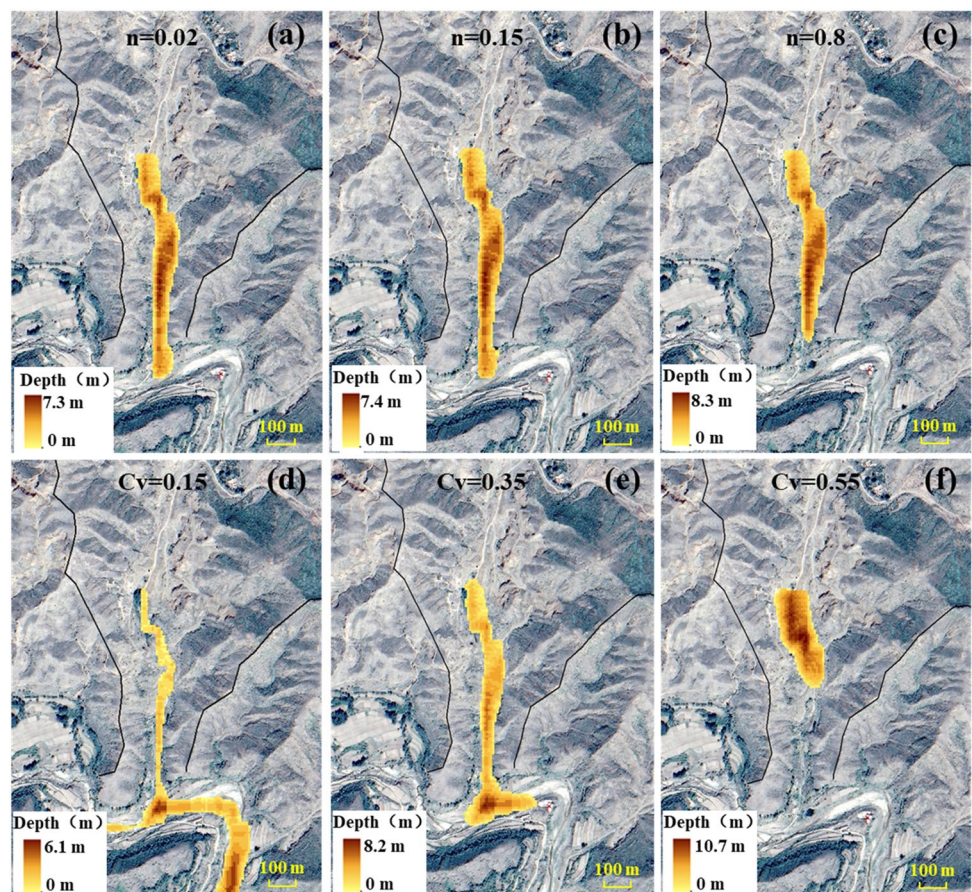 n=0.02 (a)
Depth（m）
7.3 m
0 m
100 m
n=0.15 (b)
Depth（m）
7.4 m
0 m
100 m
n=0.8 (c)
Depth（m）
8.3 m
0 m
100 m
Cv=0.15 (d)
Depth（m）
6.1 m
0 m
100 m
Cv=0.35 (e)
Depth（m）
8.2 m
0 m
100 m
Cv=0.55 (f)
Depth（m）
10.7 m
0 m
100 m